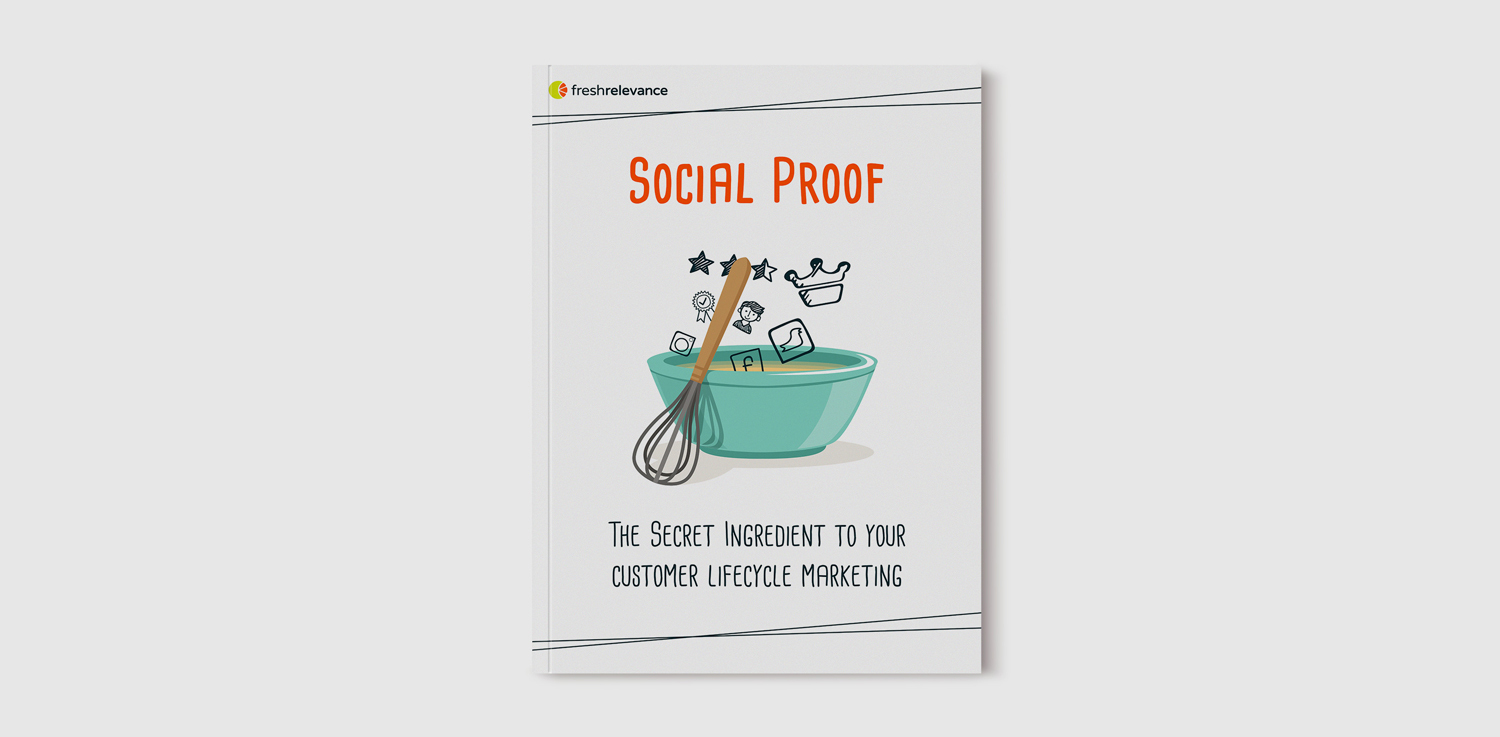 freshrelevance
Social Proof
f
The Secret Ingredient to your
customer lifecycle marketing